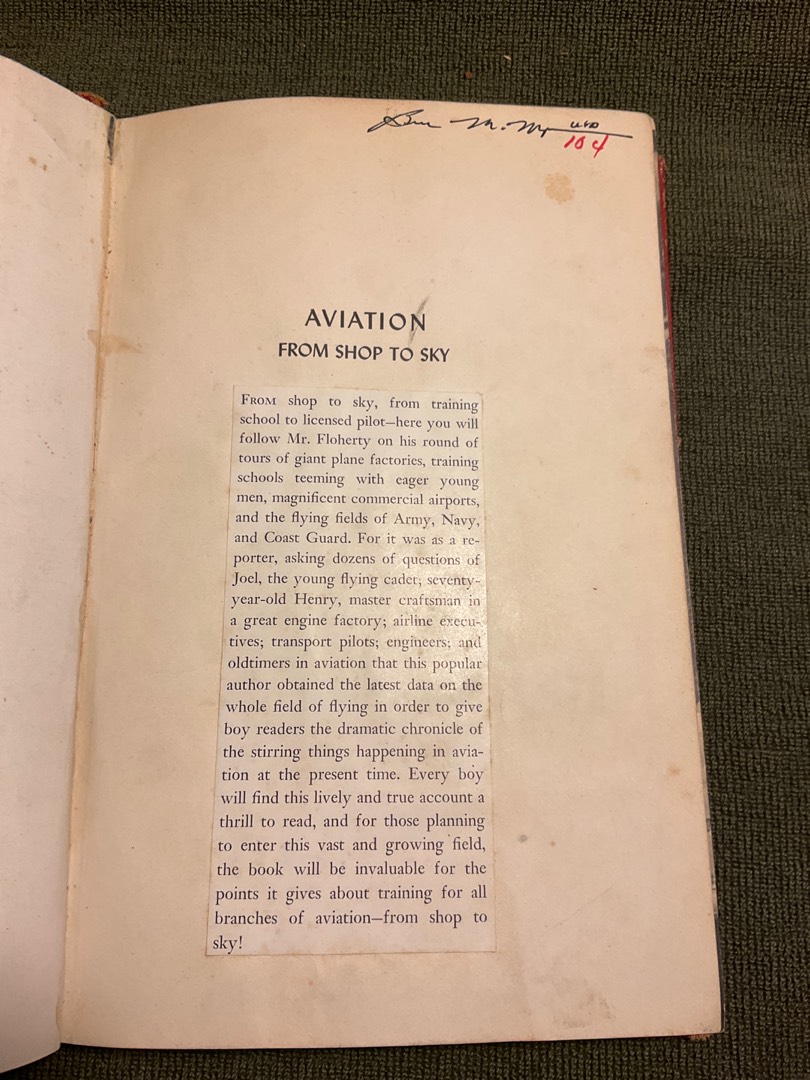 104
AVIATION
FROM SHOP TO SKY
FROM shop to sky, from training
school to licensed pilot—here you will
follow Mr. Floherty on his round of
tours of giant plane factories, training
schools teeming with eager young
men, magnificent commercial airports,
and the flying fields of Army, Navy,
and Coast Guard. For it was as a re-
porter, asking dozens of questions of
Joel, the young flying cadet; seventy-
year-old Henry, master craftsman in
a great engine factory; airline execu-
tives; transport pilots; engineers; and
oldtimers in aviation that this popular
author obtained the latest data on the
whole field of flying in order to give
boy readers the dramatic chronicle of
the stirring things happening in avia-
tion at the present time. Every boy
will find this lively and true account a
thrill to read, and for those planning
to enter this vast and growing field,
the book will be invaluable for the
points it gives about training for all
branches of aviation—from shop to
sky!